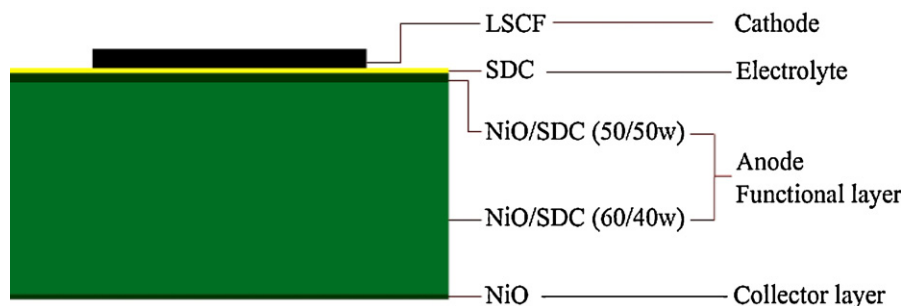 LSCF Cathode
SDC Electrolyte
NiO/SDC (50/50w)
Anode
Functional layer
NiO/SDC (60/40w)
NiO Collector layer